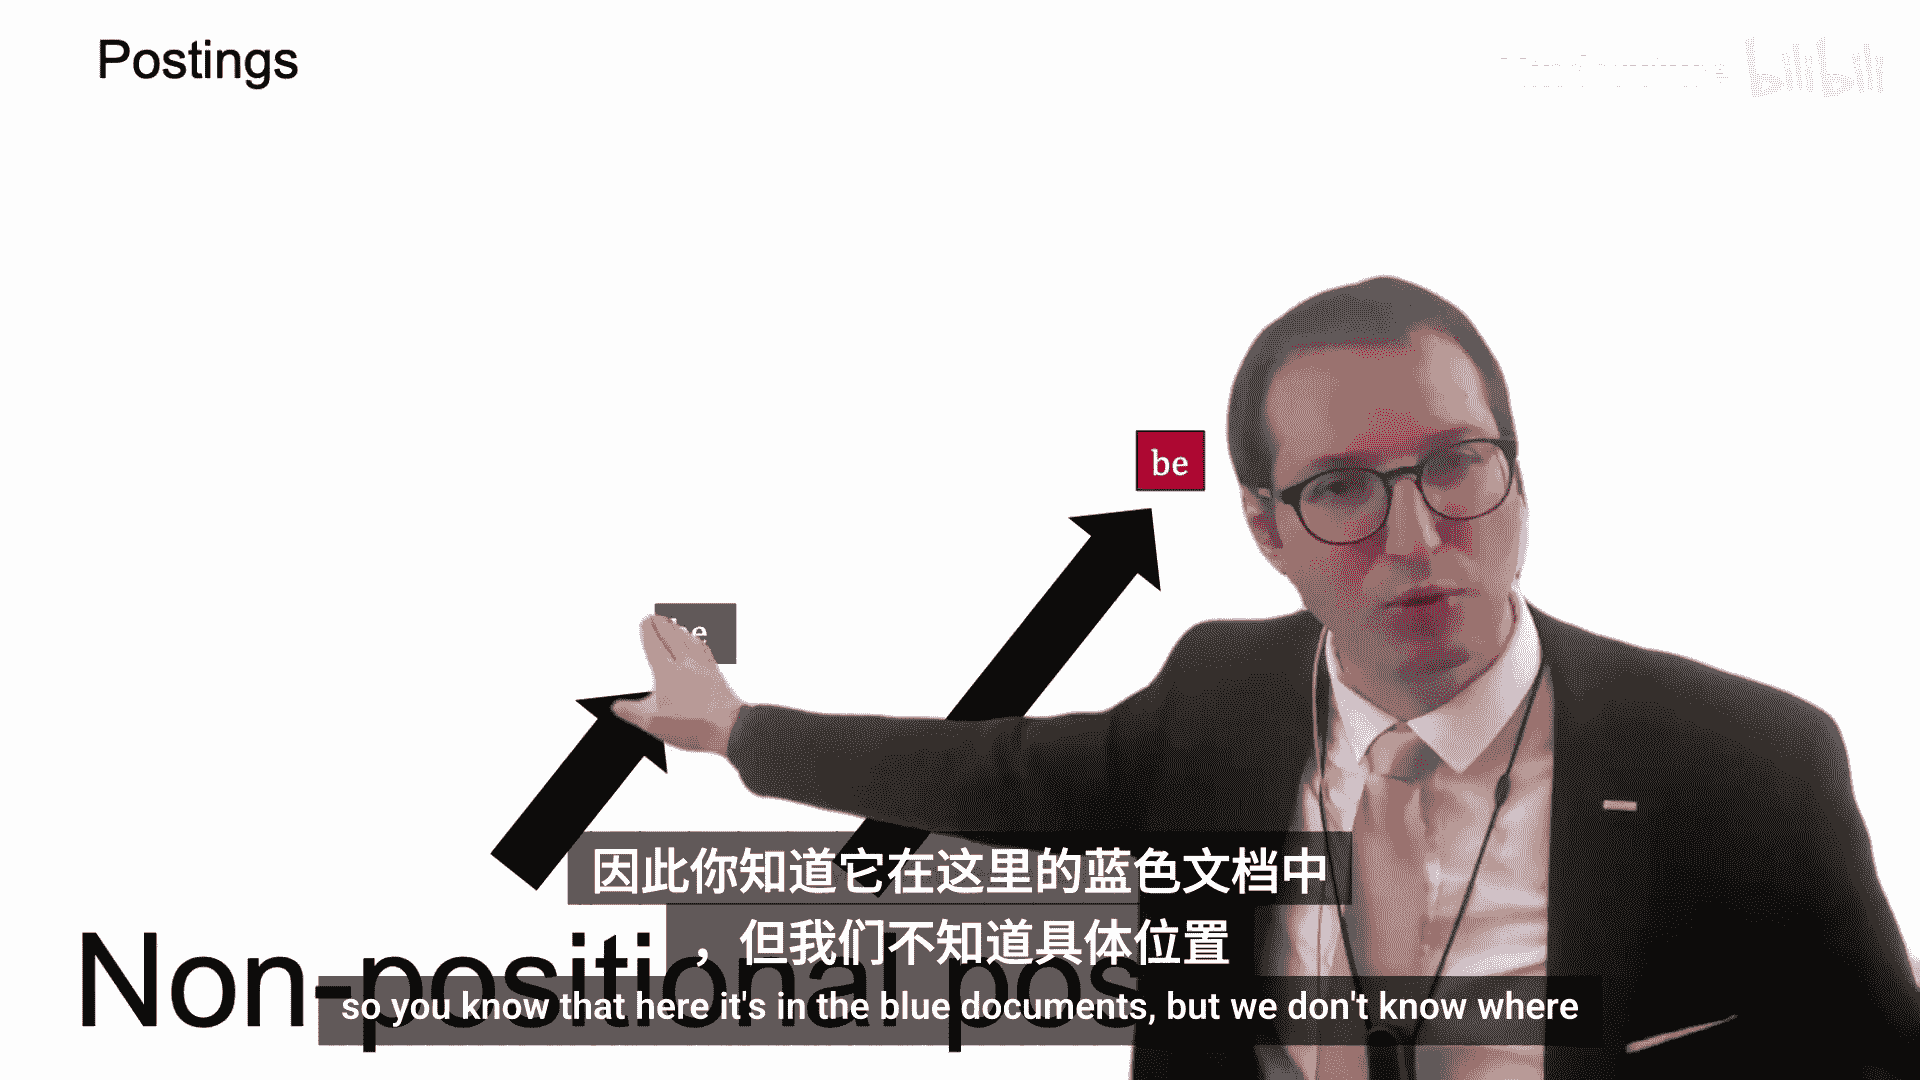 Postings
bilibili
be
be
因此你知道它在这里的蓝色文档中
，但我们不知道具体位置
Non-positional pos
so you know that here it's in the blue documents, but we don't know where